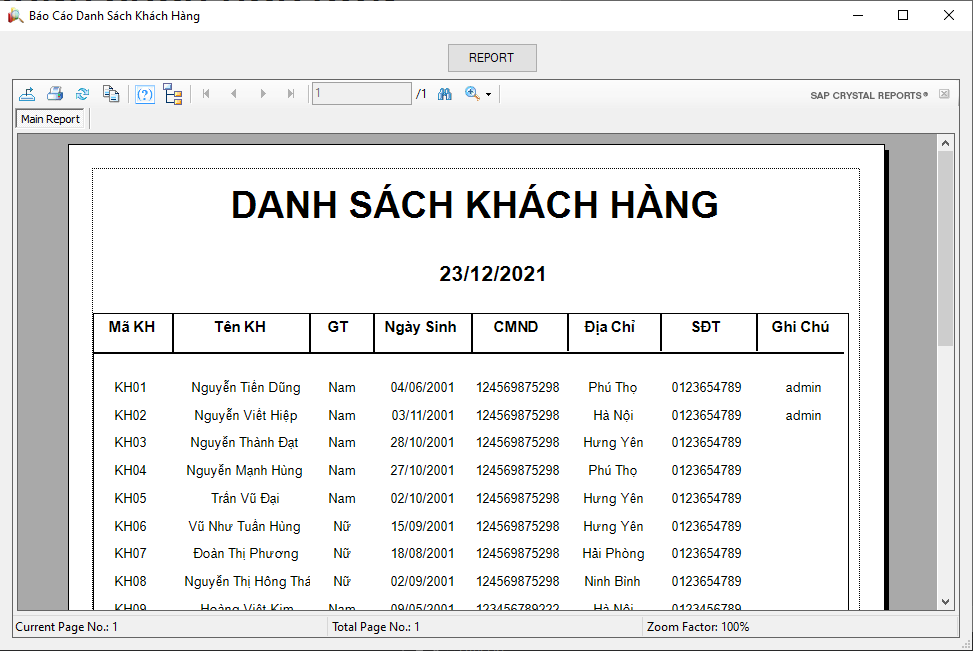 Báo Cáo Danh Sách Khách Hàng
REPORT
1 /1 SAP CRYSTAL REPORTS®
Main Report
DANH SÁCH KHÁCH HÀNG
23/12/2021
Mã KH Tên KH GT Ngày Sinh CMND Địa Chỉ SĐT Ghi Chú
KH01 Nguyễn Tiến Dũng Nam 04/06/2001 124569875298 Phú Thọ 0123654789 admin
KH02 Nguyễn Viết Hiệp Nam 03/11/2001 124569875298 Hà Nội 0123654789 admin
KH03 Nguyễn Thành Đạt Nam 28/10/2001 124569875298 Hưng Yên 0123654789
KH04 Nguyễn Mạnh Hùng Nam 27/10/2001 124569875298 Phú Thọ 0123654789
KH05 Trần Vũ Đại Nam 02/10/2001 124569875298 Hưng Yên 0123654789
KH06 Vũ Như Tuấn Hùng Nữ 15/09/2001 124569875298 Hưng Yên 0123654789
KH07 Đoàn Thị Phương Nữ 18/08/2001 124569875298 Hải Phòng 0123654789
KH08 Nguyễn Thị Hồng Thá Nữ 02/09/2001 124569875298 Ninh Bình 0123654789
KH09 Hoàng Việt Kim Nam 09/05/2001 123456789222 Hà Nội 0123456789
Current Page No.: 1 Total Page No.: 1 Zoom Factor: 100%